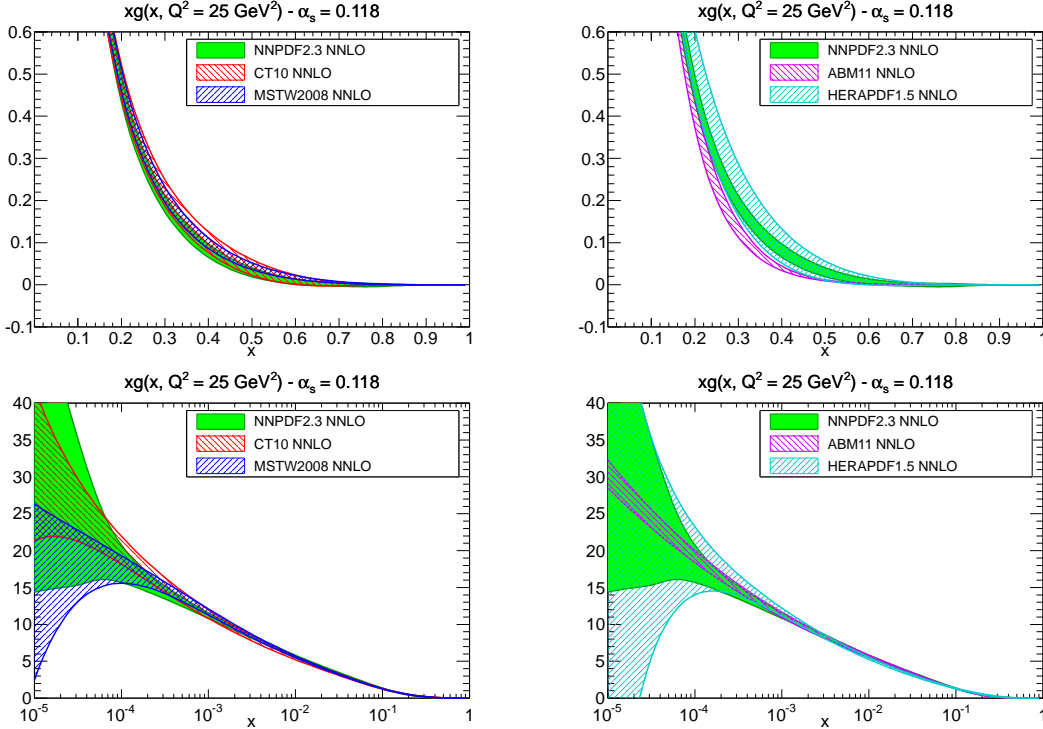 xg(x, Q² = 25 GeV²) - αₛ = 0.118
0.6
0.5
0.4
0.3
0.2
0.1
0
-0.1
NNPDF2.3 NNLO
CT10 NNLO
MSTW2008 NNLO
0.1 0.2 0.3 0.4 0.5 0.6 0.7 0.8 0.9 1
x
xg(x, Q² = 25 GeV²) - αₛ = 0.118
0.6
0.5
0.4
0.3
0.2
0.1
0
-0.1
NNPDF2.3 NNLO
ABM11 NNLO
HERAPDF1.5 NNLO
0.1 0.2 0.3 0.4 0.5 0.6 0.7 0.8 0.9 1
x
xg(x, Q² = 25 GeV²) - αₛ = 0.118
40
35
30
25
20
15
10
5
0
NNPDF2.3 NNLO
CT10 NNLO
MSTW2008 NNLO
10⁻⁵ 10⁻⁴ 10⁻³ 10⁻² 10⁻¹ 1
x
xg(x, Q² = 25 GeV²) - αₛ = 0.118
40
35
30
25
20
15
10
5
0
NNPDF2.3 NNLO
ABM11 NNLO
HERAPDF1.5 NNLO
10⁻⁵ 10⁻⁴ 10⁻³ 10⁻² 10⁻¹ 1
x